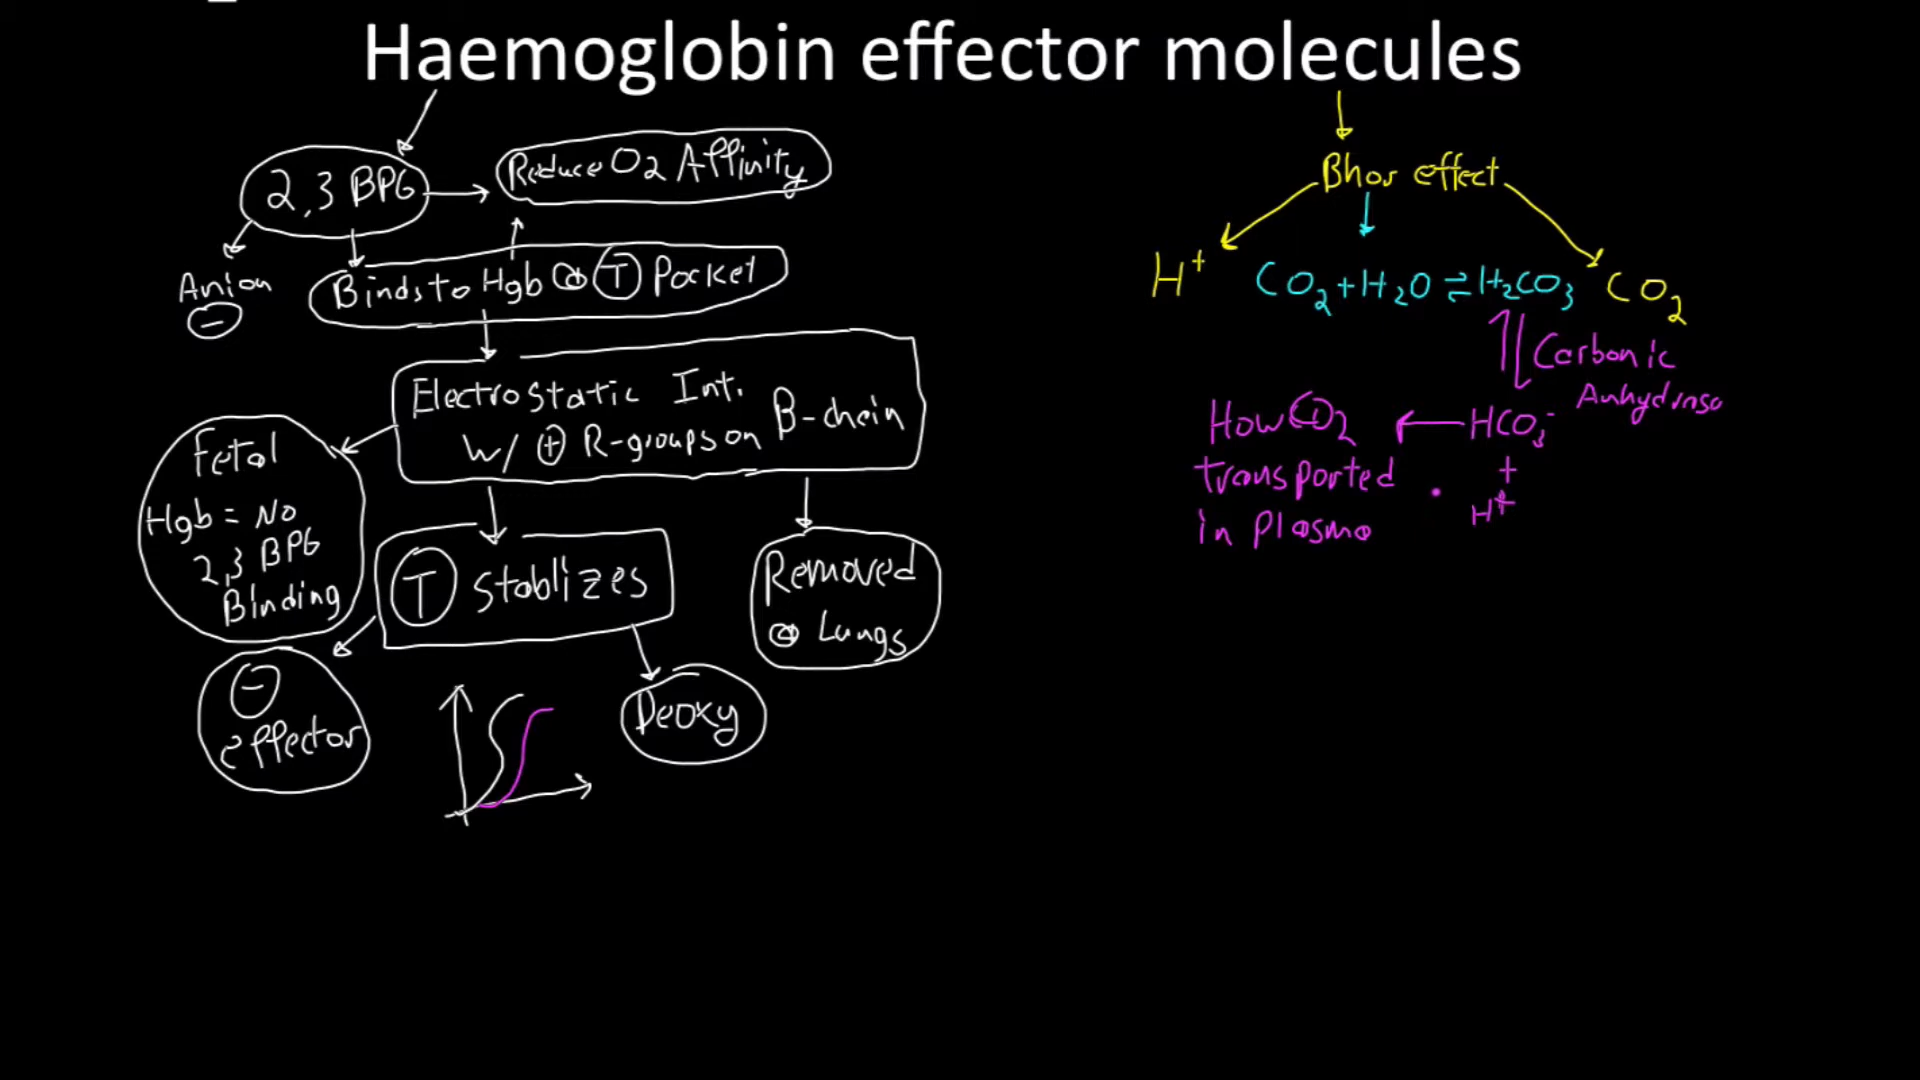 Haemoglobin effector molecules
2,3 BPG
Reduce O2 Affinity
Anion
−
Binds to Hgb @ T Pocket
Electrostatic Int.
W/ + R-groups on B-chain
Fetal
Hgb = No
2,3 BPG
Binding
T stablizes
Removed
@ Lungs
−
effector
Deoxy
Bhor effect
H+
CO2 + H2O ⇌ H2CO3
CO2
Carbonic
Anhydrase
How CO2
transported
in Plasma
HCO3-
+
H+